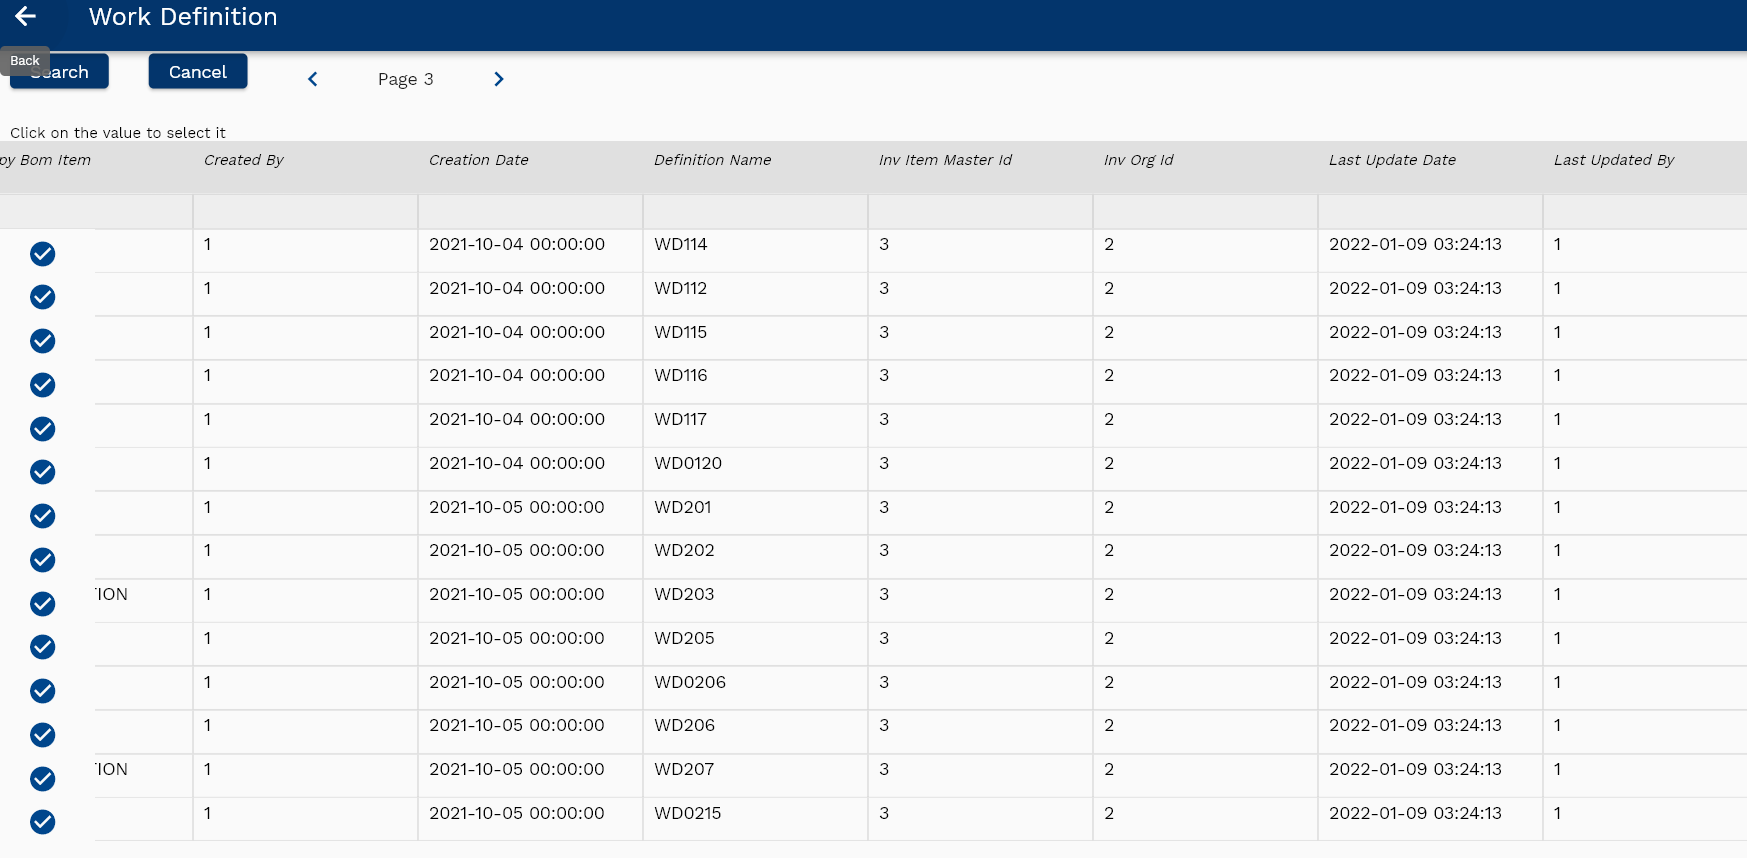 Work Definition
Back
Search Cancel Page 3
Click on the value to select it
py Bom Item Created By Creation Date Definition Name Inv Item Master Id Inv Org Id Last Update Date Last Updated By
1 2021-10-04 00:00:00 WD114 3 2 2022-01-09 03:24:13 1
1 2021-10-04 00:00:00 WD112 3 2 2022-01-09 03:24:13 1
1 2021-10-04 00:00:00 WD115 3 2 2022-01-09 03:24:13 1
1 2021-10-04 00:00:00 WD116 3 2 2022-01-09 03:24:13 1
1 2021-10-04 00:00:00 WD117 3 2 2022-01-09 03:24:13 1
1 2021-10-04 00:00:00 WD0120 3 2 2022-01-09 03:24:13 1
1 2021-10-05 00:00:00 WD201 3 2 2022-01-09 03:24:13 1
1 2021-10-05 00:00:00 WD202 3 2 2022-01-09 03:24:13 1
TION 1 2021-10-05 00:00:00 WD203 3 2 2022-01-09 03:24:13 1
1 2021-10-05 00:00:00 WD205 3 2 2022-01-09 03:24:13 1
1 2021-10-05 00:00:00 WD0206 3 2 2022-01-09 03:24:13 1
1 2021-10-05 00:00:00 WD206 3 2 2022-01-09 03:24:13 1
TION 1 2021-10-05 00:00:00 WD207 3 2 2022-01-09 03:24:13 1
1 2021-10-05 00:00:00 WD0215 3 2 2022-01-09 03:24:13 1